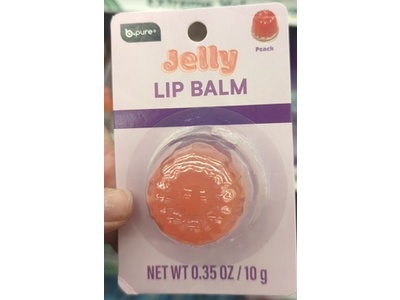 b.pure®
Jelly
Peach
LIP BALM
NET WT 0.35 OZ / 10 g